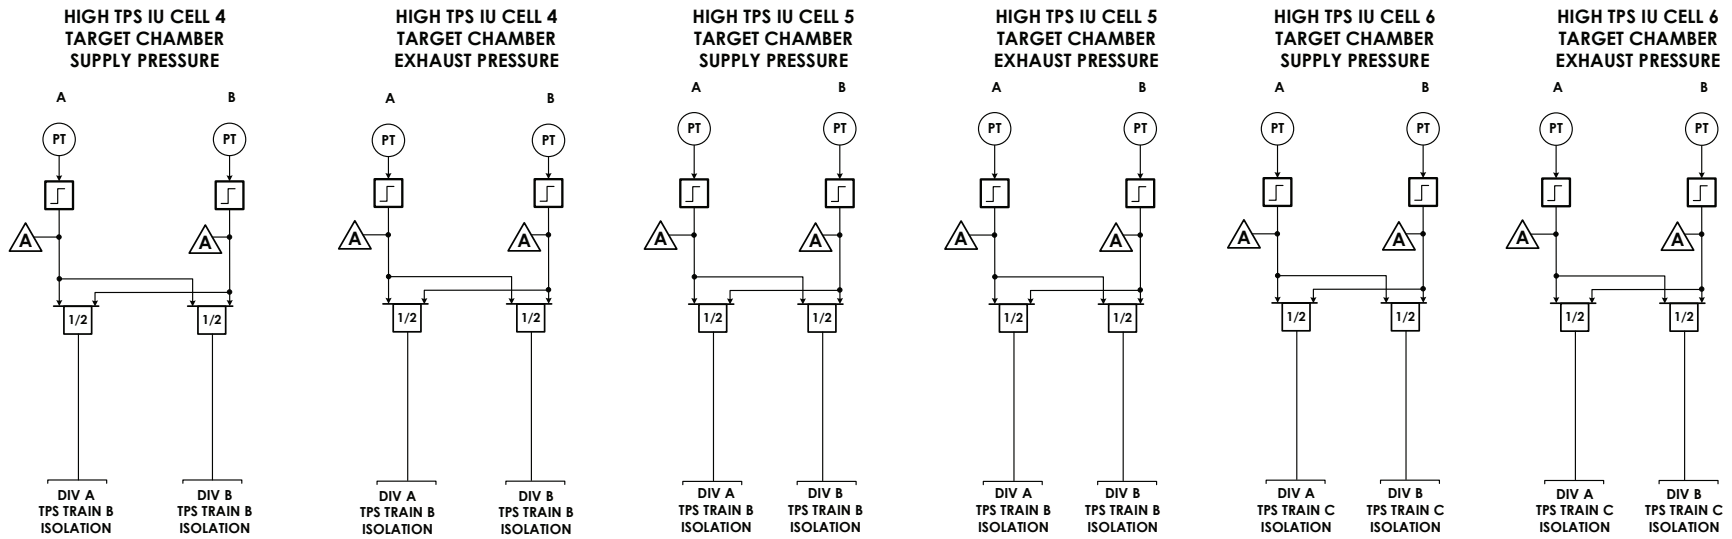 HIGH TPS IU CELL 4
TARGET CHAMBER
SUPPLY PRESSURE
A
B
PT
PT
A
A
1/2
1/2
DIV A
TPS TRAIN B
ISOLATION
DIV B
TPS TRAIN B
ISOLATION
HIGH TPS IU CELL 4
TARGET CHAMBER
EXHAUST PRESSURE
A
B
PT
PT
A
A
1/2
1/2
DIV A
TPS TRAIN B
ISOLATION
DIV B
TPS TRAIN B
ISOLATION
HIGH TPS IU CELL 5
TARGET CHAMBER
SUPPLY PRESSURE
A
B
PT
PT
A
A
1/2
1/2
DIV A
TPS TRAIN B
ISOLATION
DIV B
TPS TRAIN B
ISOLATION
HIGH TPS IU CELL 5
TARGET CHAMBER
EXHAUST PRESSURE
A
B
PT
PT
A
A
1/2
1/2
DIV A
TPS TRAIN B
ISOLATION
DIV B
TPS TRAIN B
ISOLATION
HIGH TPS IU CELL 6
TARGET CHAMBER
SUPPLY PRESSURE
A
B
PT
PT
A
A
1/2
1/2
DIV A
TPS TRAIN C
ISOLATION
DIV B
TPS TRAIN C
ISOLATION
HIGH TPS IU CELL 6
TARGET CHAMBER
EXHAUST PRESSURE
A
B
PT
PT
A
A
1/2
1/2
DIV A
TPS TRAIN C
ISOLATION
DIV B
TPS TRAIN C
ISOLATION